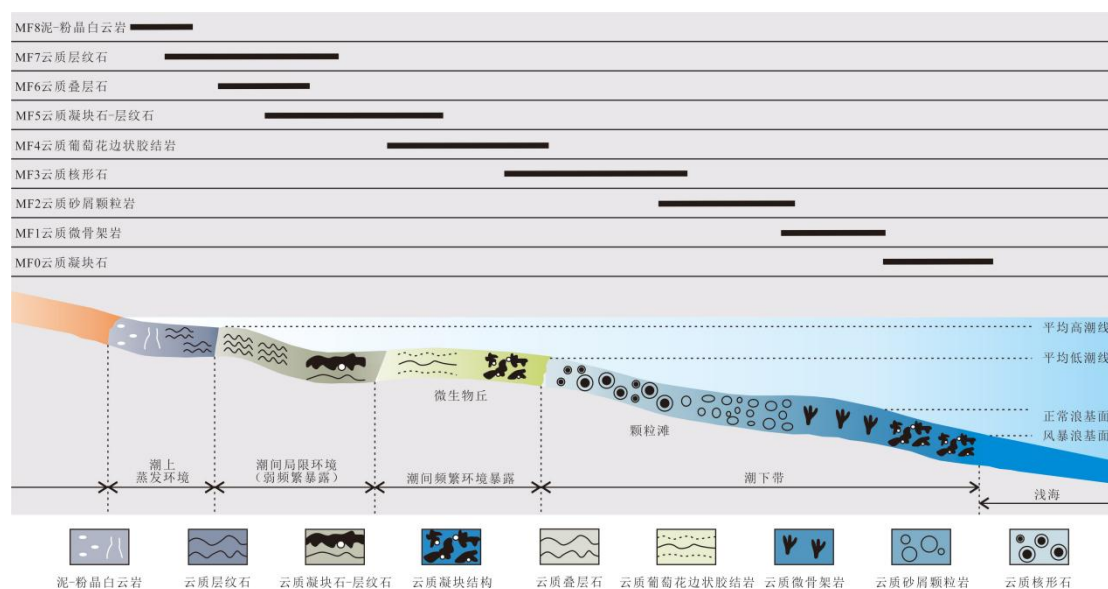 MF8泥-粉晶白云岩
MF7云质层纹石
MF6云质叠层石
MF5云质凝块石-层纹石
MF4云质葡萄花边状胶结岩
MF3云质核形石
MF2云质砂屑颗粒岩
MF1云质微骨架岩
MF0云质凝块石
平均高潮线
平均低潮线
正常浪基面
风暴浪基面
微生物丘
颗粒滩
潮上
蒸发环境
潮间局限环境
(弱频繁暴露)
潮间频繁环境暴露
潮下带
浅海
泥-粉晶白云岩
云质层纹石
云质凝块石-层纹石
云质凝块结构
云质叠层石
云质葡萄花边状胶结岩
云质微骨架岩
云质砂屑颗粒岩
云质核形石